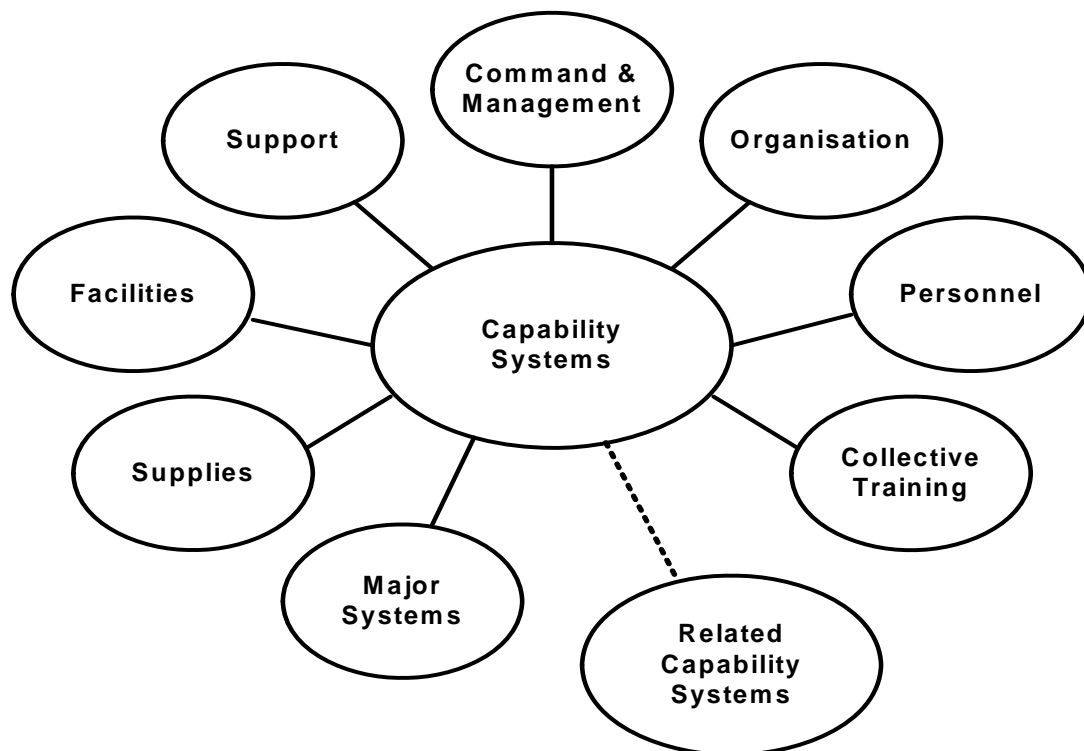 Command &
Management
Support
Organisation
Facilities
Personnel
Capability
Systems
Supplies
Collective
Training
Major
Systems
Related
Capability
Systems